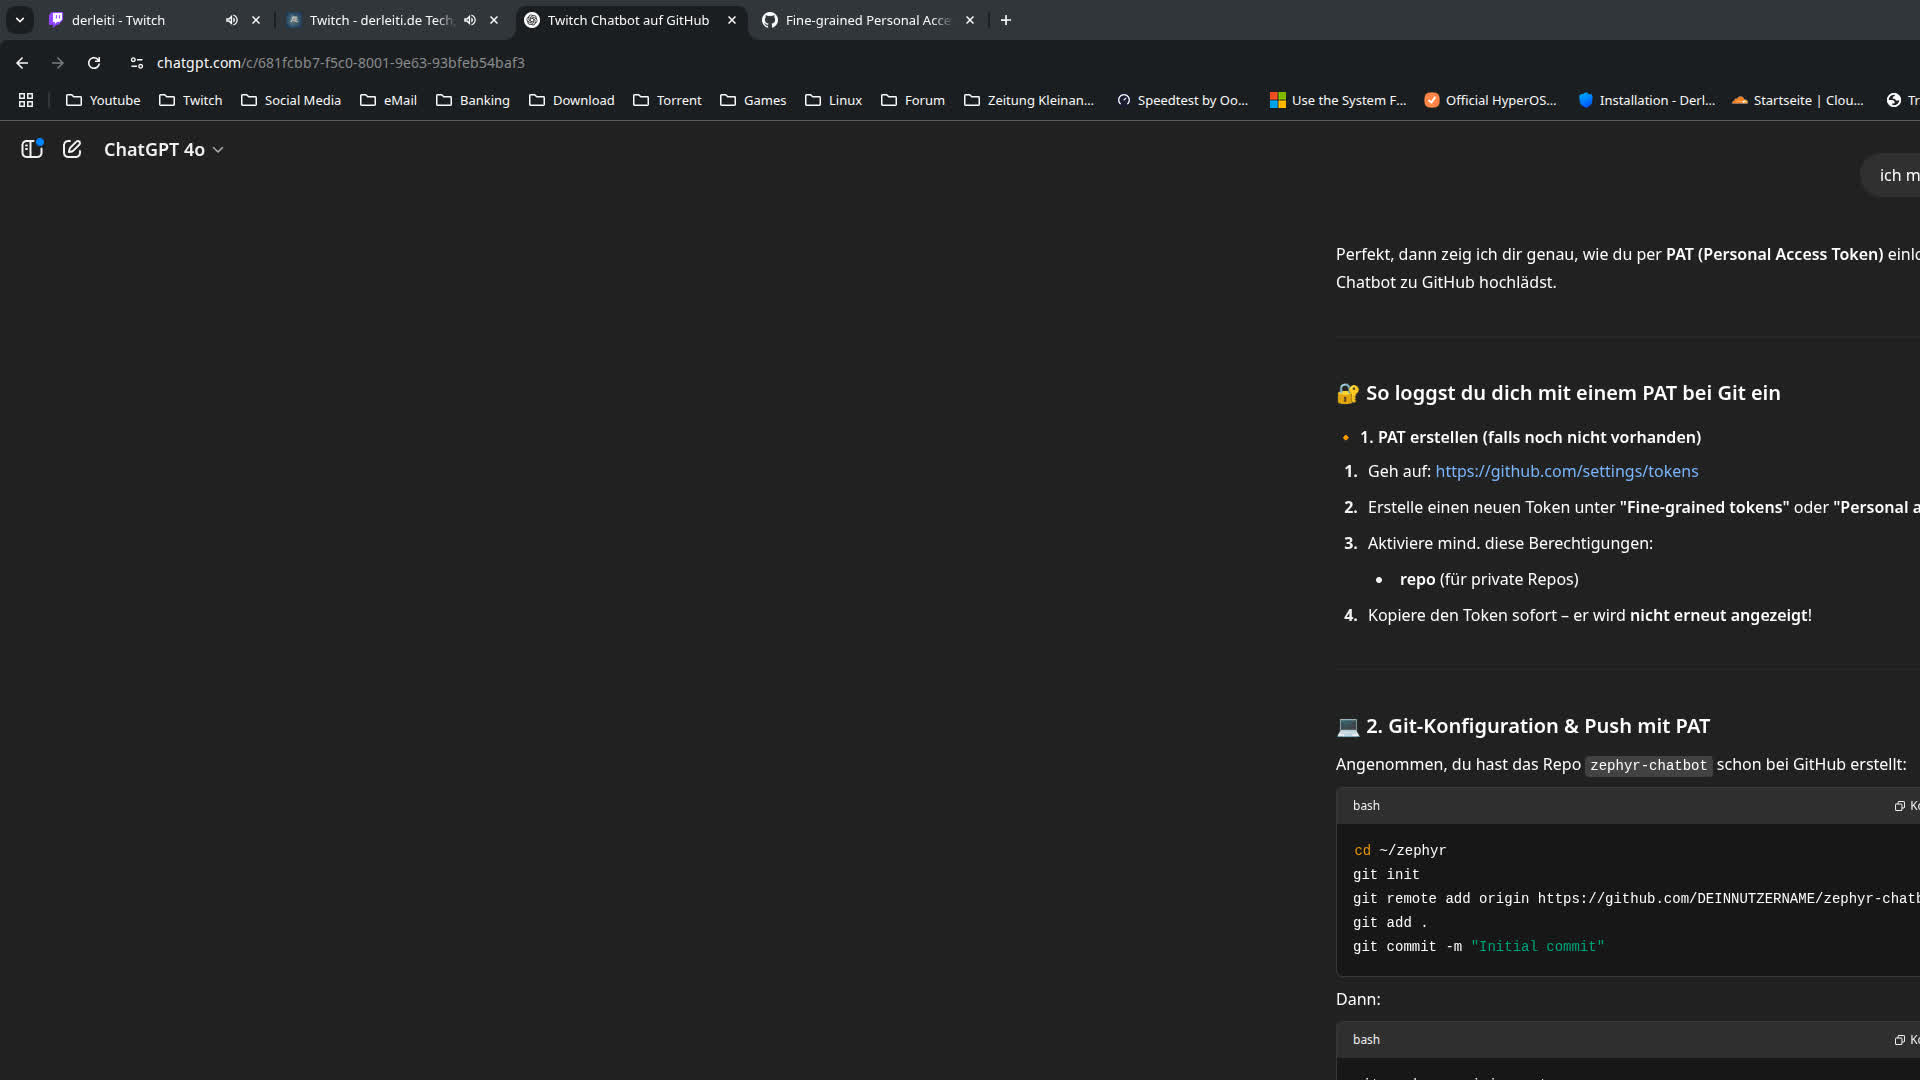 derleiti - Twitch
Twitch - derleiti.de Tech
Twitch Chatbot auf GitHub
Fine-grained Personal Acce
chatgpt.com/c/681fcbb7-f5c0-8001-9e63-93bfeb54baf3
Youtube
Twitch
Social Media
eMail
Banking
Download
Torrent
Games
Linux
Forum
Zeitung Kleinan...
Speedtest by Oo...
Use the System F...
Official HyperOS...
Installation - Derl...
Startseite | Clou...
Tr
ChatGPT 4o
ich m
Perfekt, dann zeig ich dir genau, wie du per PAT (Personal Access Token) einlo
Chatbot zu GitHub hochlädst.
🔐 So loggst du dich mit einem PAT bei Git ein
🔸 1. PAT erstellen (falls noch nicht vorhanden)
1. Geh auf: https://github.com/settings/tokens
2. Erstelle einen neuen Token unter "Fine-grained tokens" oder "Personal a
3. Aktiviere mind. diese Berechtigungen:
• repo (für private Repos)
4. Kopiere den Token sofort – er wird nicht erneut angezeigt!
💻 2. Git-Konfiguration & Push mit PAT
Angenommen, du hast das Repo zephyr-chatbot schon bei GitHub erstellt:
bash
Ko
cd ~/zephyr
git init
git remote add origin https://github.com/DEINNUTZERNAME/zephyr-chatb
git add .
git commit -m "Initial commit"
Dann:
bash
Ko